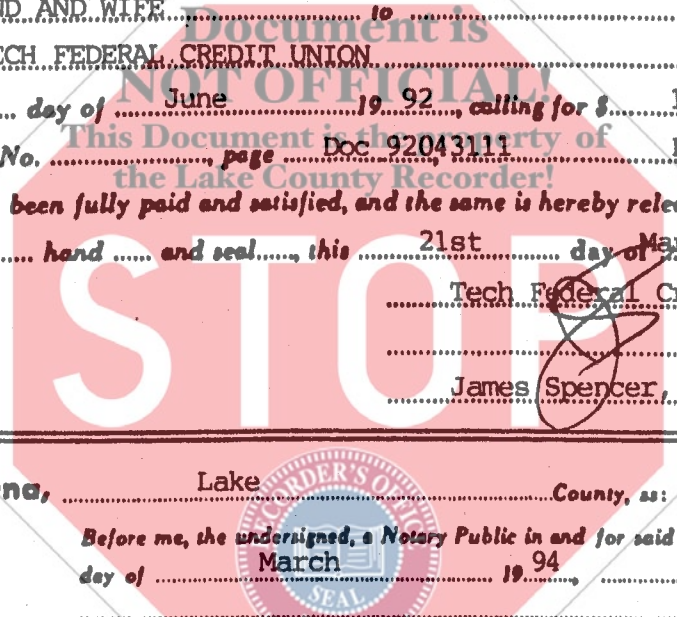 ND AND WIFE to
Document is
ECH FEDERAL CREDIT UNION
NOT OFFICIAL!
day of June 19 92, calling for $ 1
This Document is the property of
No. , page Doc 92043111
the Lake County Recorder!
been fully paid and satisfied, and the same is hereby rele
hand and seal, this 21st day of Mar
STOP
Tech Federal C
James Spencer,
na, Lake County, ss:
RECORDER'S OFFICE
Before me, the undersigned, a Notary Public in and for said
day of March 19 94,
SEAL